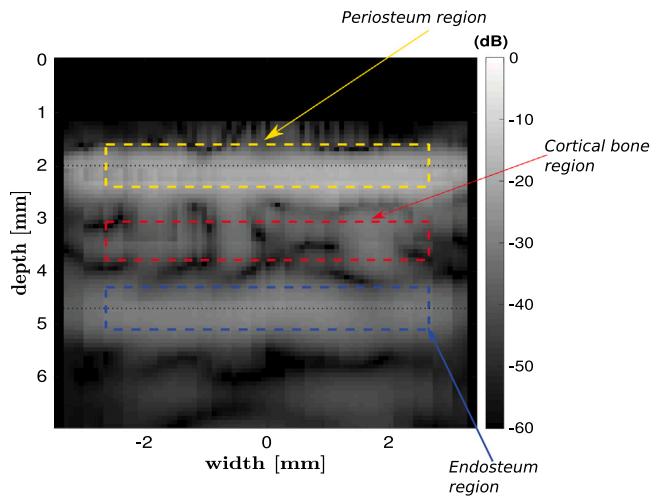 Periosteum region
(dB)
0
1
2
3
4
5
6
depth [mm]
-2
0
2
width [mm]
0
-10
-20
-30
-40
-50
-60
Cortical bone
region
Endosteum
region